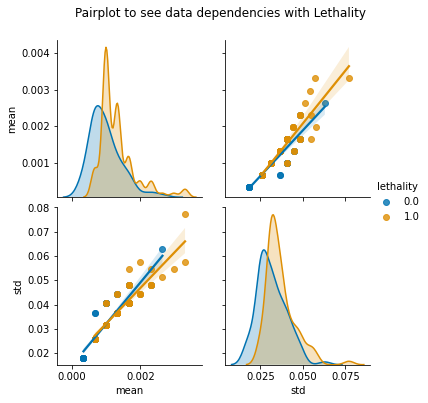 Pairplot to see data dependencies with Lethality
0.004
0.003
0.002
0.001
mean
lethality
0.0
1.0
0.08
0.07
0.06
0.05
0.04
0.03
0.02
std
0.000 0.002
mean
0.025 0.050 0.075
std